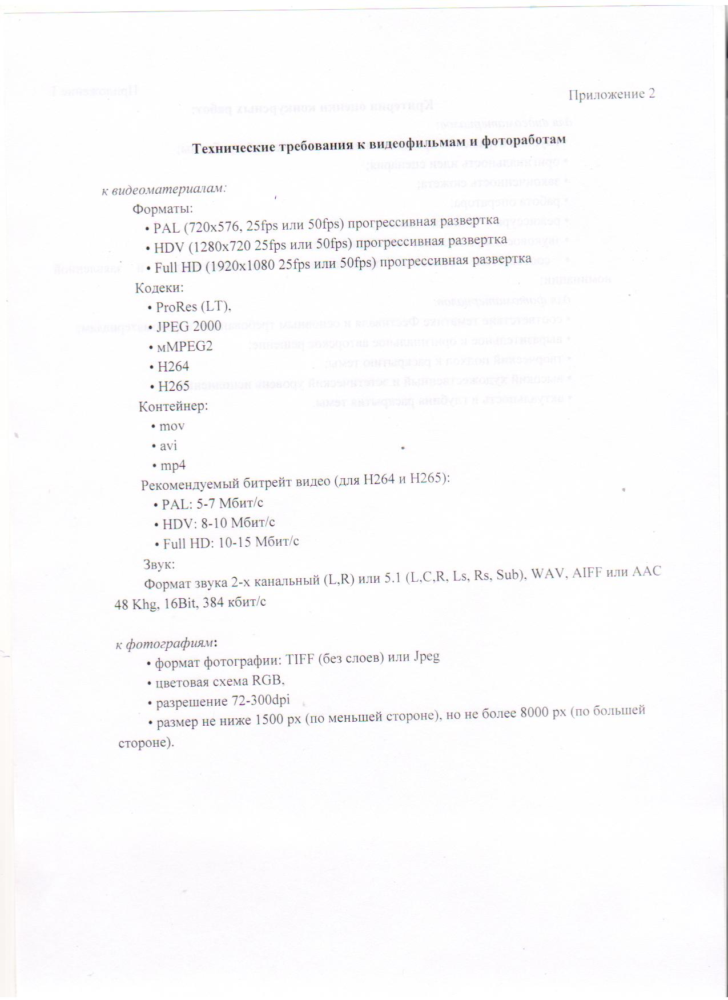 Приложение 2
Технические требования к видеофильмам и фотоработам
к видеоматериалам:
Форматы:
• PAL (720x576, 25fps или 50fps) прогрессивная развертка
• HDV (1280x720 25fps или 50fps) прогрессивная развертка
• Full HD (1920x1080 25fps или 50fps) прогрессивная развертка
Кодеки:
• ProRes (LT),
• JPEG 2000
• мMPEG2
• H264
• H265
Контейнер:
• mov
• avi
• mp4
Рекомендуемый битрейт видео (для H264 и H265):
• PAL: 5-7 Мбит/с
• HDV: 8-10 Мбит/с
• Full HD: 10-15 Мбит/с
Звук:
Формат звука 2-х канальный (L,R) или 5.1 (L,C,R, Ls, Rs, Sub), WAV, AIFF или AAC
48 Khg, 16Bit, 384 кбит/с
к фотографиям:
• формат фотографии: TIFF (без слоев) или Jpeg
• цветовая схема RGB,
• разрешение 72-300dpi
• размер не ниже 1500 px (по меньшей стороне), но не более 8000 px (по большей
стороне).